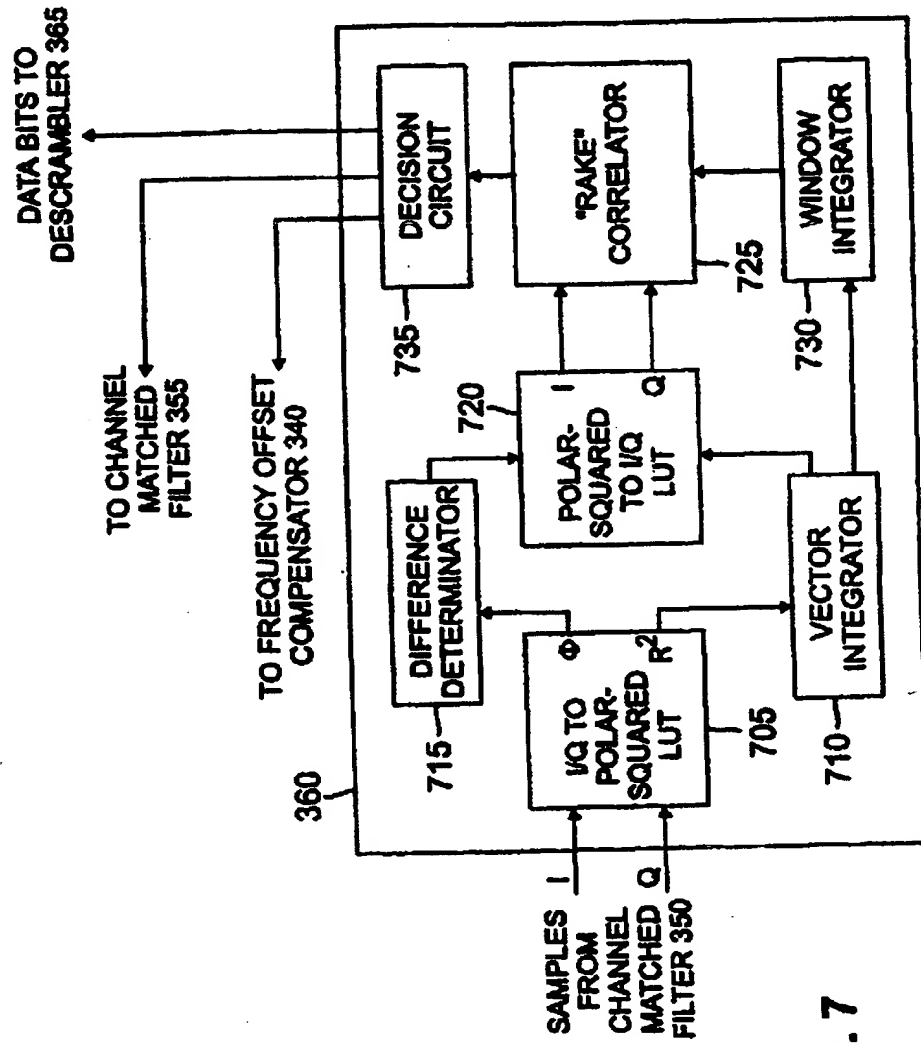 DATA BITS TO
DESCRAMBLER 365
TO CHANNEL
MATCHED
FILTER 355
TO FREQUENCY OFFSET
COMPENSATOR 340
360
DECISION
CIRCUIT
735
DIFFERENCE
DETERMINATOR
715
720
POLAR-
SQUARED
TO I/Q
LUT
I
Q
"RAKE"
CORRELATOR
725
SAMPLES
FROM
CHANNEL
MATCHED
FILTER 350
I
Q
I/Q TO
POLAR-
SQUARED
LUT
Φ
R²
705
VECTOR
INTEGRATOR
710
WINDOW
INTEGRATOR
730
. 7